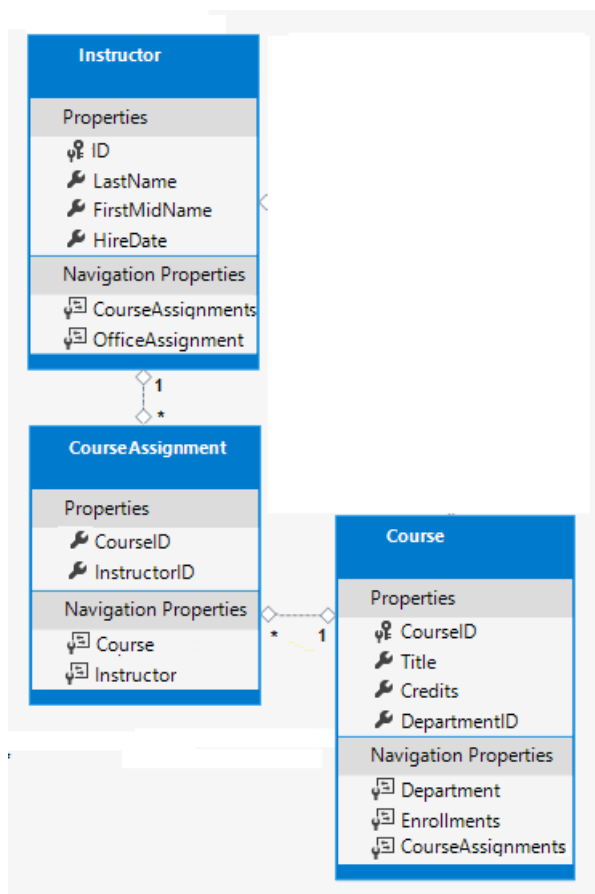 Instructor
Properties
ID
LastName
FirstMidName
HireDate
Navigation Properties
CourseAssignments
OfficeAssignment
1
*
CourseAssignment
Properties
CourseID
InstructorID
Navigation Properties
Course
Instructor
* 1
Course
Properties
CourseID
Title
Credits
DepartmentID
Navigation Properties
Department
Enrollments
CourseAssignments